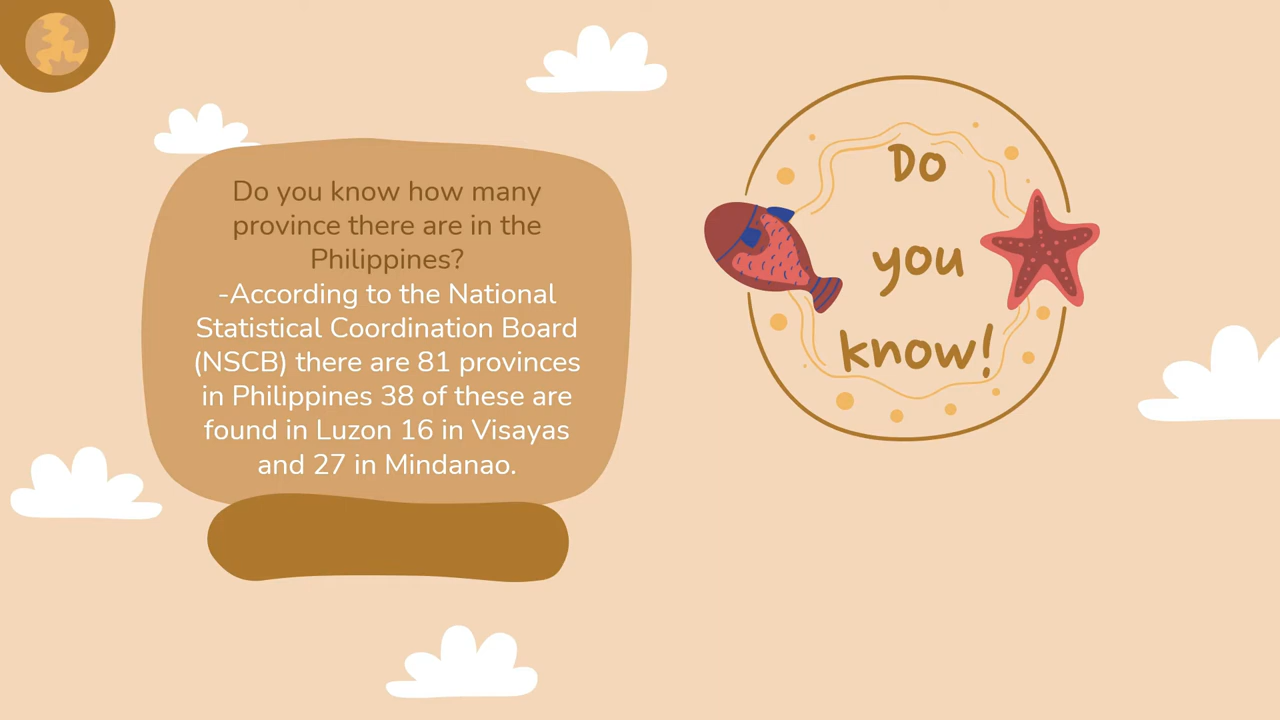 Do you know how many
province there are in the
Philippines?
-According to the National
Statistical Coordination Board
(NSCB) there are 81 provinces
in Philippines 38 of these are
found in Luzon 16 in Visayas
and 27 in Mindanao.
Do
you
know!